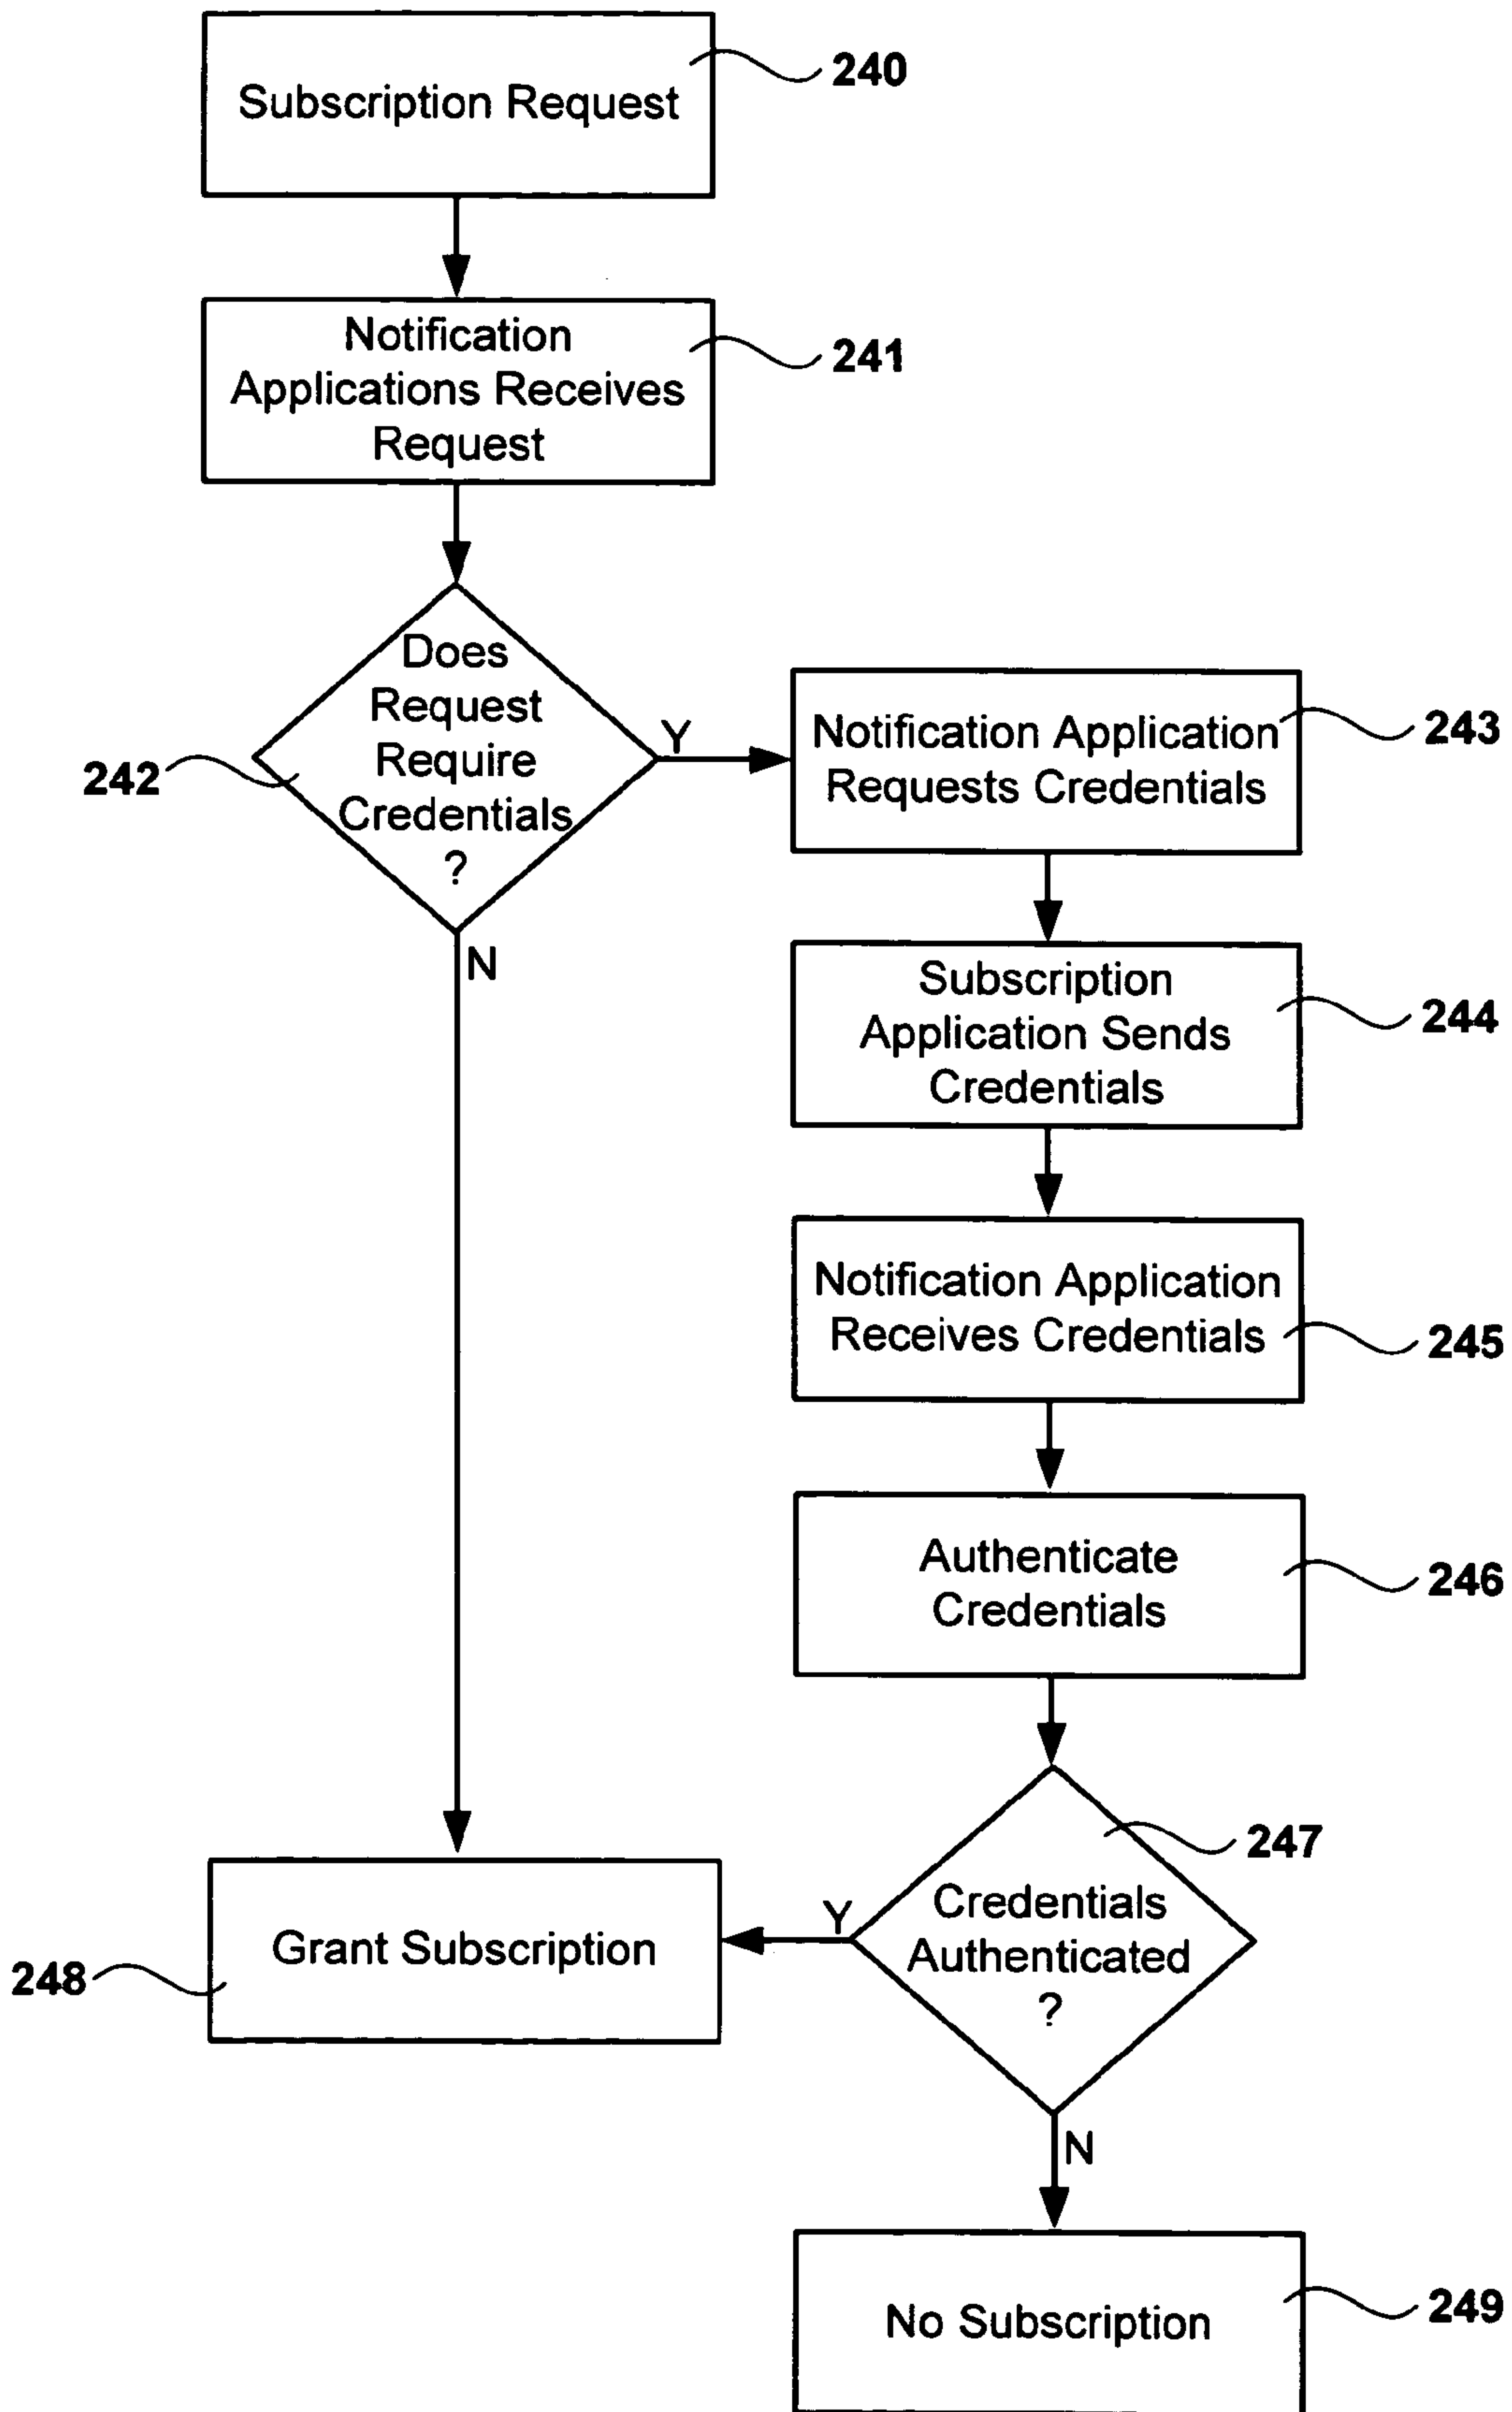 Subscription Request
240
Notification
Applications Receives
Request
241
Does
Request
Require
Credentials
?
242
Y
N
Notification Application
Requests Credentials
243
Subscription
Application Sends
Credentials
244
Notification Application
Receives Credentials
245
Authenticate
Credentials
246
247
Credentials
Authenticated
?
Y
N
Grant Subscription
248
No Subscription
249